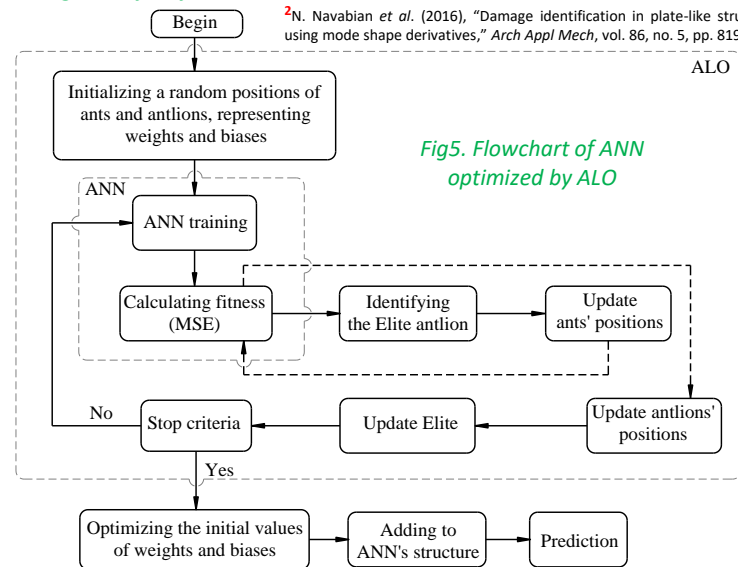 Begin
2N. Navabian et al. (2016), “Damage identification in plate-like
using mode shape derivatives,” Arch Appl Mech, vol. 86, no. 5, pp.
ALO
Initializing a random positions of
ants and antlions, representing
weights and biases
Fig5. Flowchart of ANN
optimized by ALO
ANN
ANN training
Calculating fitness
(MSE)
Identifying
the Elite antlion
Update
ants' positions
No
Stop criteria
Update Elite
Update antlions'
positions
Yes
Optimizing the initial values
of weights and biases
Adding to
ANN's structure
Prediction